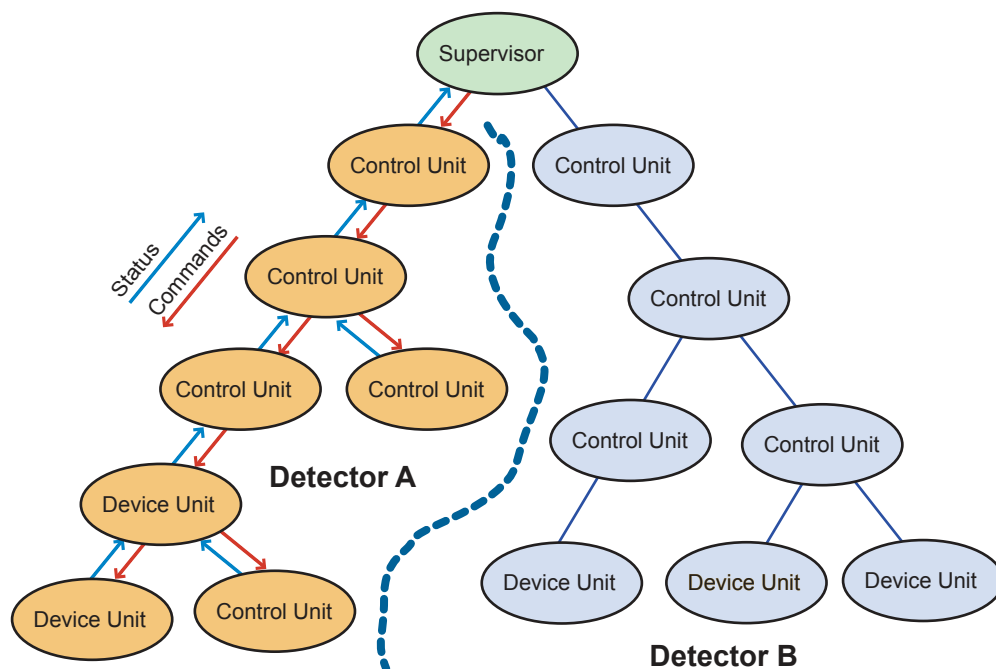 Supervisor
Control Unit
Control Unit
Status
Commands
Control Unit
Control Unit
Control Unit
Control Unit
Control Unit
Control Unit
Detector A
Device Unit
Device Unit
Device Unit
Device Unit
Device Unit
Control Unit
Detector B